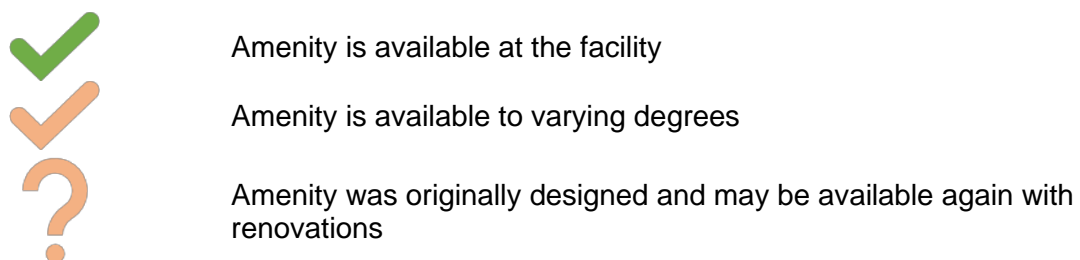 Amenity is available at the facility
Amenity is available to varying degrees
Amenity was originally designed and may be available again with
renovations